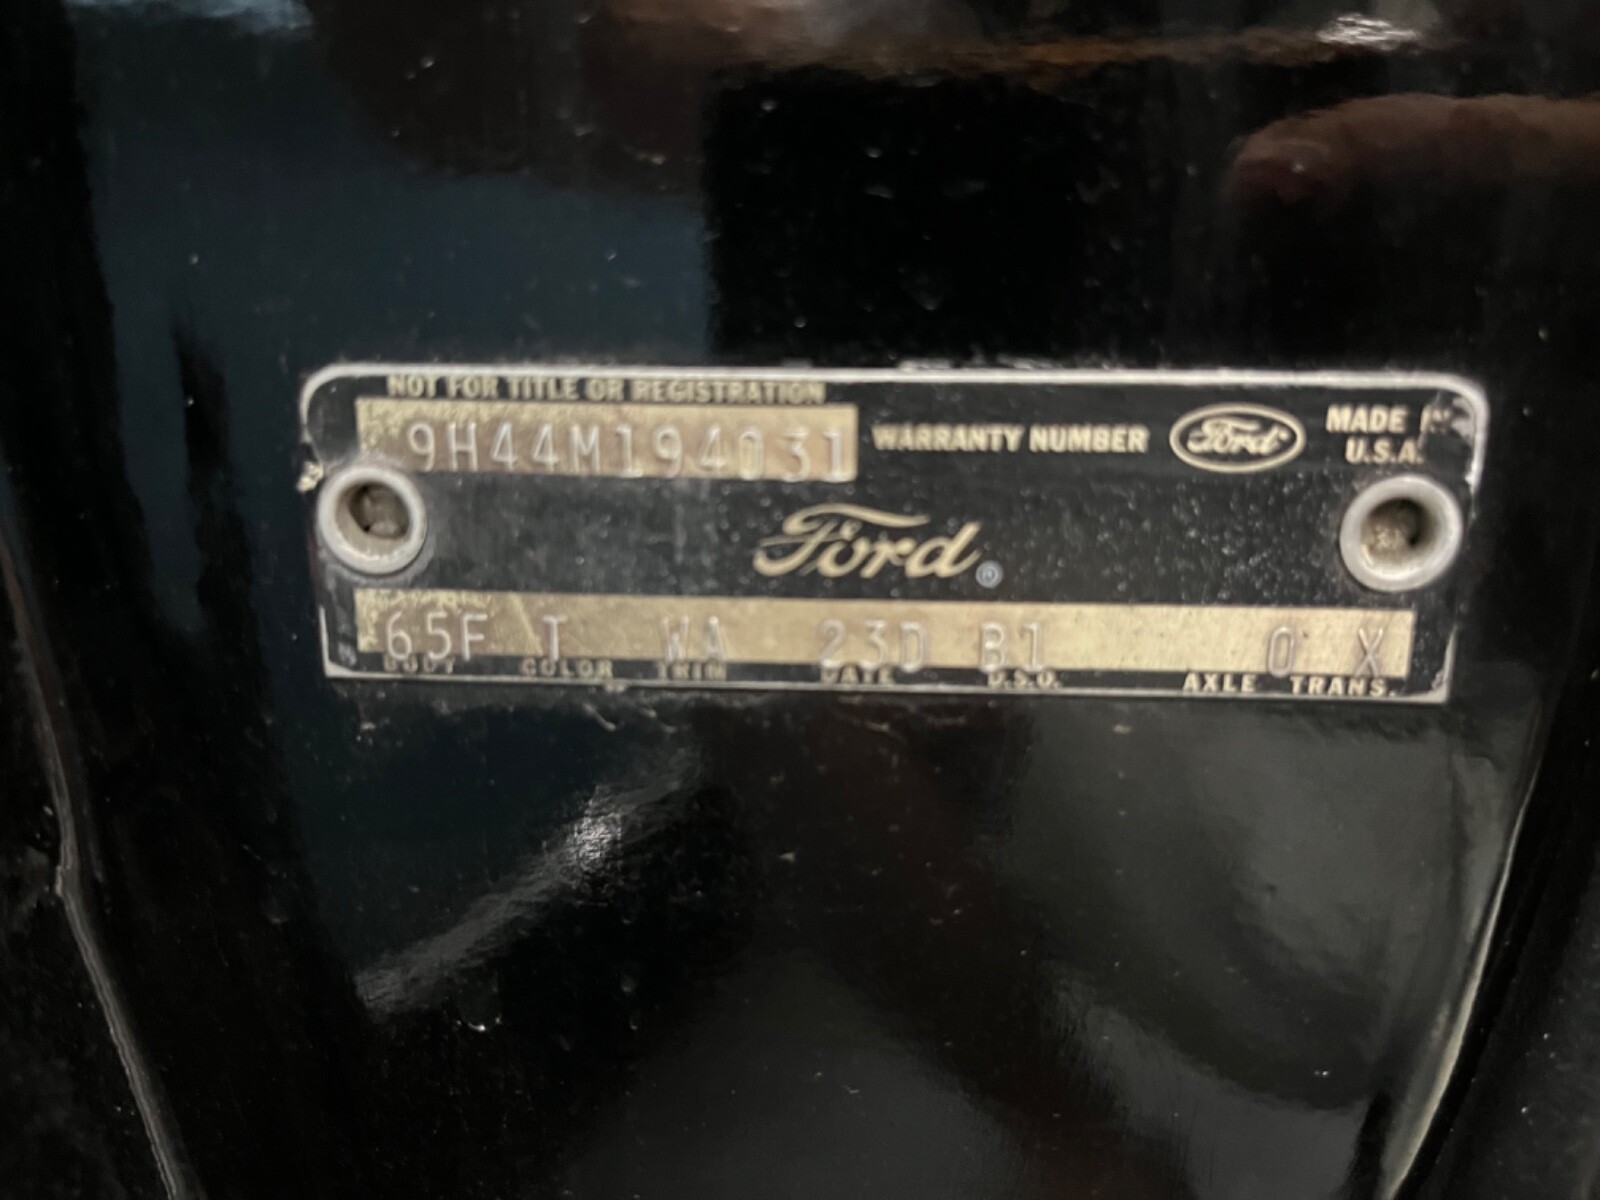 NOT FOR TITLE OR REGISTRATION
9H44M194031 WARRANTY NUMBER Ford MADE IN U.S.A.
Ford®
65F T WA 23D B1 0 X
BODY COLOR TRIM DATE D.S.O. AXLE TRANS.